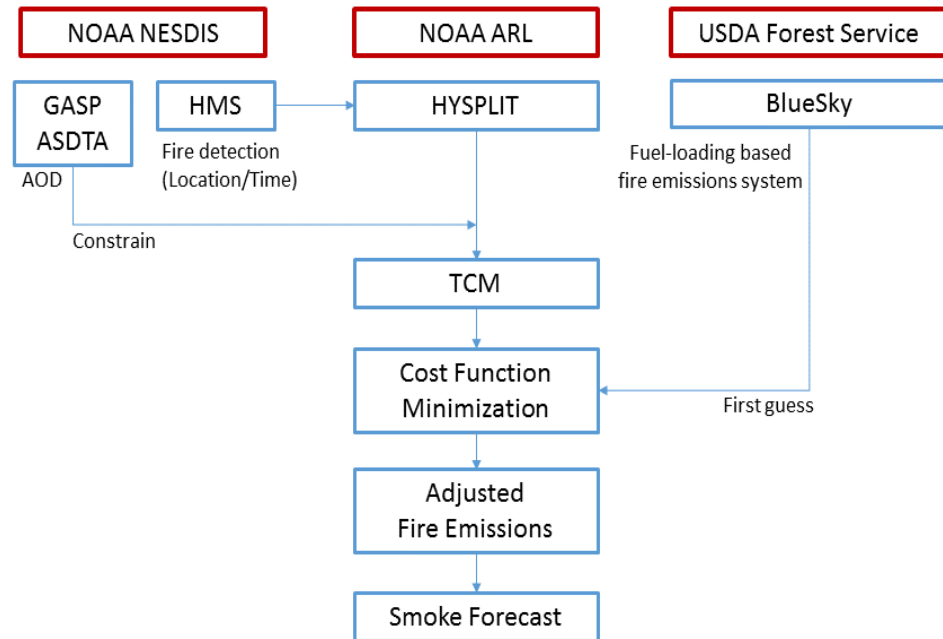 NOAA NESDIS
NOAA ARL
USDA Forest Service
GASP
ASDTA
HMS
HYSPLIT
BlueSky
AOD
Fire detection
(Location/Time)
Fuel-loading based
fire emissions system
Constrain
TCM
Cost Function
Minimization
First guess
Adjusted
Fire Emissions
Smoke Forecast